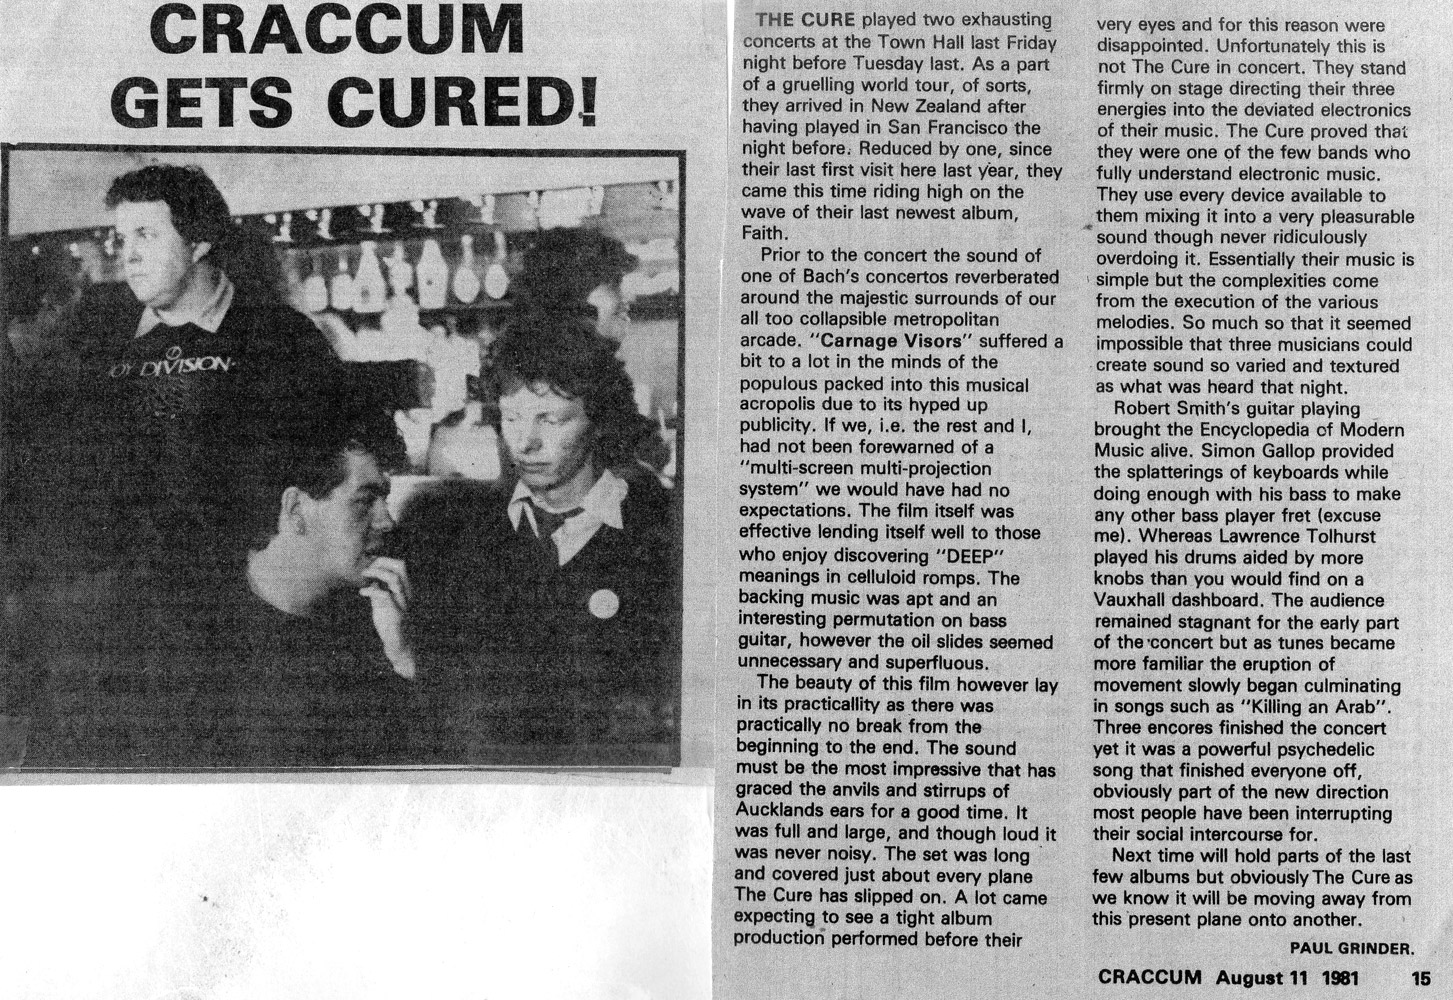 CRACCUM
GETS CURED!
OY DIVISION
THE CURE played two exhausting
concerts at the Town Hall last Friday
night before Tuesday last. As a part
of a gruelling world tour, of sorts,
they arrived in New Zealand after
having played in San Francisco the
night before. Reduced by one, since
their last first visit here last year, they
came this time riding high on the
wave of their last newest album,
Faith.
Prior to the concert the sound of
one of Bach's concertos reverberated
around the majestic surrounds of our
all too collapsible metropolitan
arcade. "Carnage Visors" suffered a
bit to a lot in the minds of the
populous packed into this musical
acropolis due to its hyped up
publicity. If we, i.e. the rest and I,
had not been forewarned of a
"multi-screen multi-projection
system" we would have had no
expectations. The film itself was
effective lending itself well to those
who enjoy discovering "DEEP"
meanings in celluloid romps. The
backing music was apt and an
interesting permutation on bass
guitar, however the oil slides seemed
unnecessary and superfluous.
The beauty of this film however lay
in its practicallity as there was
practically no break from the
beginning to the end. The sound
must be the most impressive that has
graced the anvils and stirrups of
Aucklands ears for a good time. It
was full and large, and though loud it
was never noisy. The set was long
and covered just about every plane
The Cure has slipped on. A lot came
expecting to see a tight album
production performed before their
very eyes and for this reason were
disappointed. Unfortunately this is
not The Cure in concert. They stand
firmly on stage directing their three
energies into the deviated electronics
of their music. The Cure proved that
they were one of the few bands who
fully understand electronic music.
They use every device available to
them mixing it into a very pleasurable
sound though never ridiculously
overdoing it. Essentially their music is
simple but the complexities come
from the execution of the various
melodies. So much so that it seemed
impossible that three musicians could
create sound so varied and textured
as what was heard that night.
Robert Smith's guitar playing
brought the Encyclopedia of Modern
Music alive. Simon Gallop provided
the splatterings of keyboards while
doing enough with his bass to make
any other bass player fret (excuse
me). Whereas Lawrence Tolhurst
played his drums aided by more
knobs than you would find on a
Vauxhall dashboard. The audience
remained stagnant for the early part
of the concert but as tunes became
more familiar the eruption of
movement slowly began culminating
in songs such as "Killing an Arab".
Three encores finished the concert
yet it was a powerful psychedelic
song that finished everyone off,
obviously part of the new direction
most people have been interrupting
their social intercourse for.
Next time will hold parts of the last
few albums but obviously The Cure as
we know it will be moving away from
this present plane onto another.
PAUL GRINDER.
CRACCUM August 11 1981 15